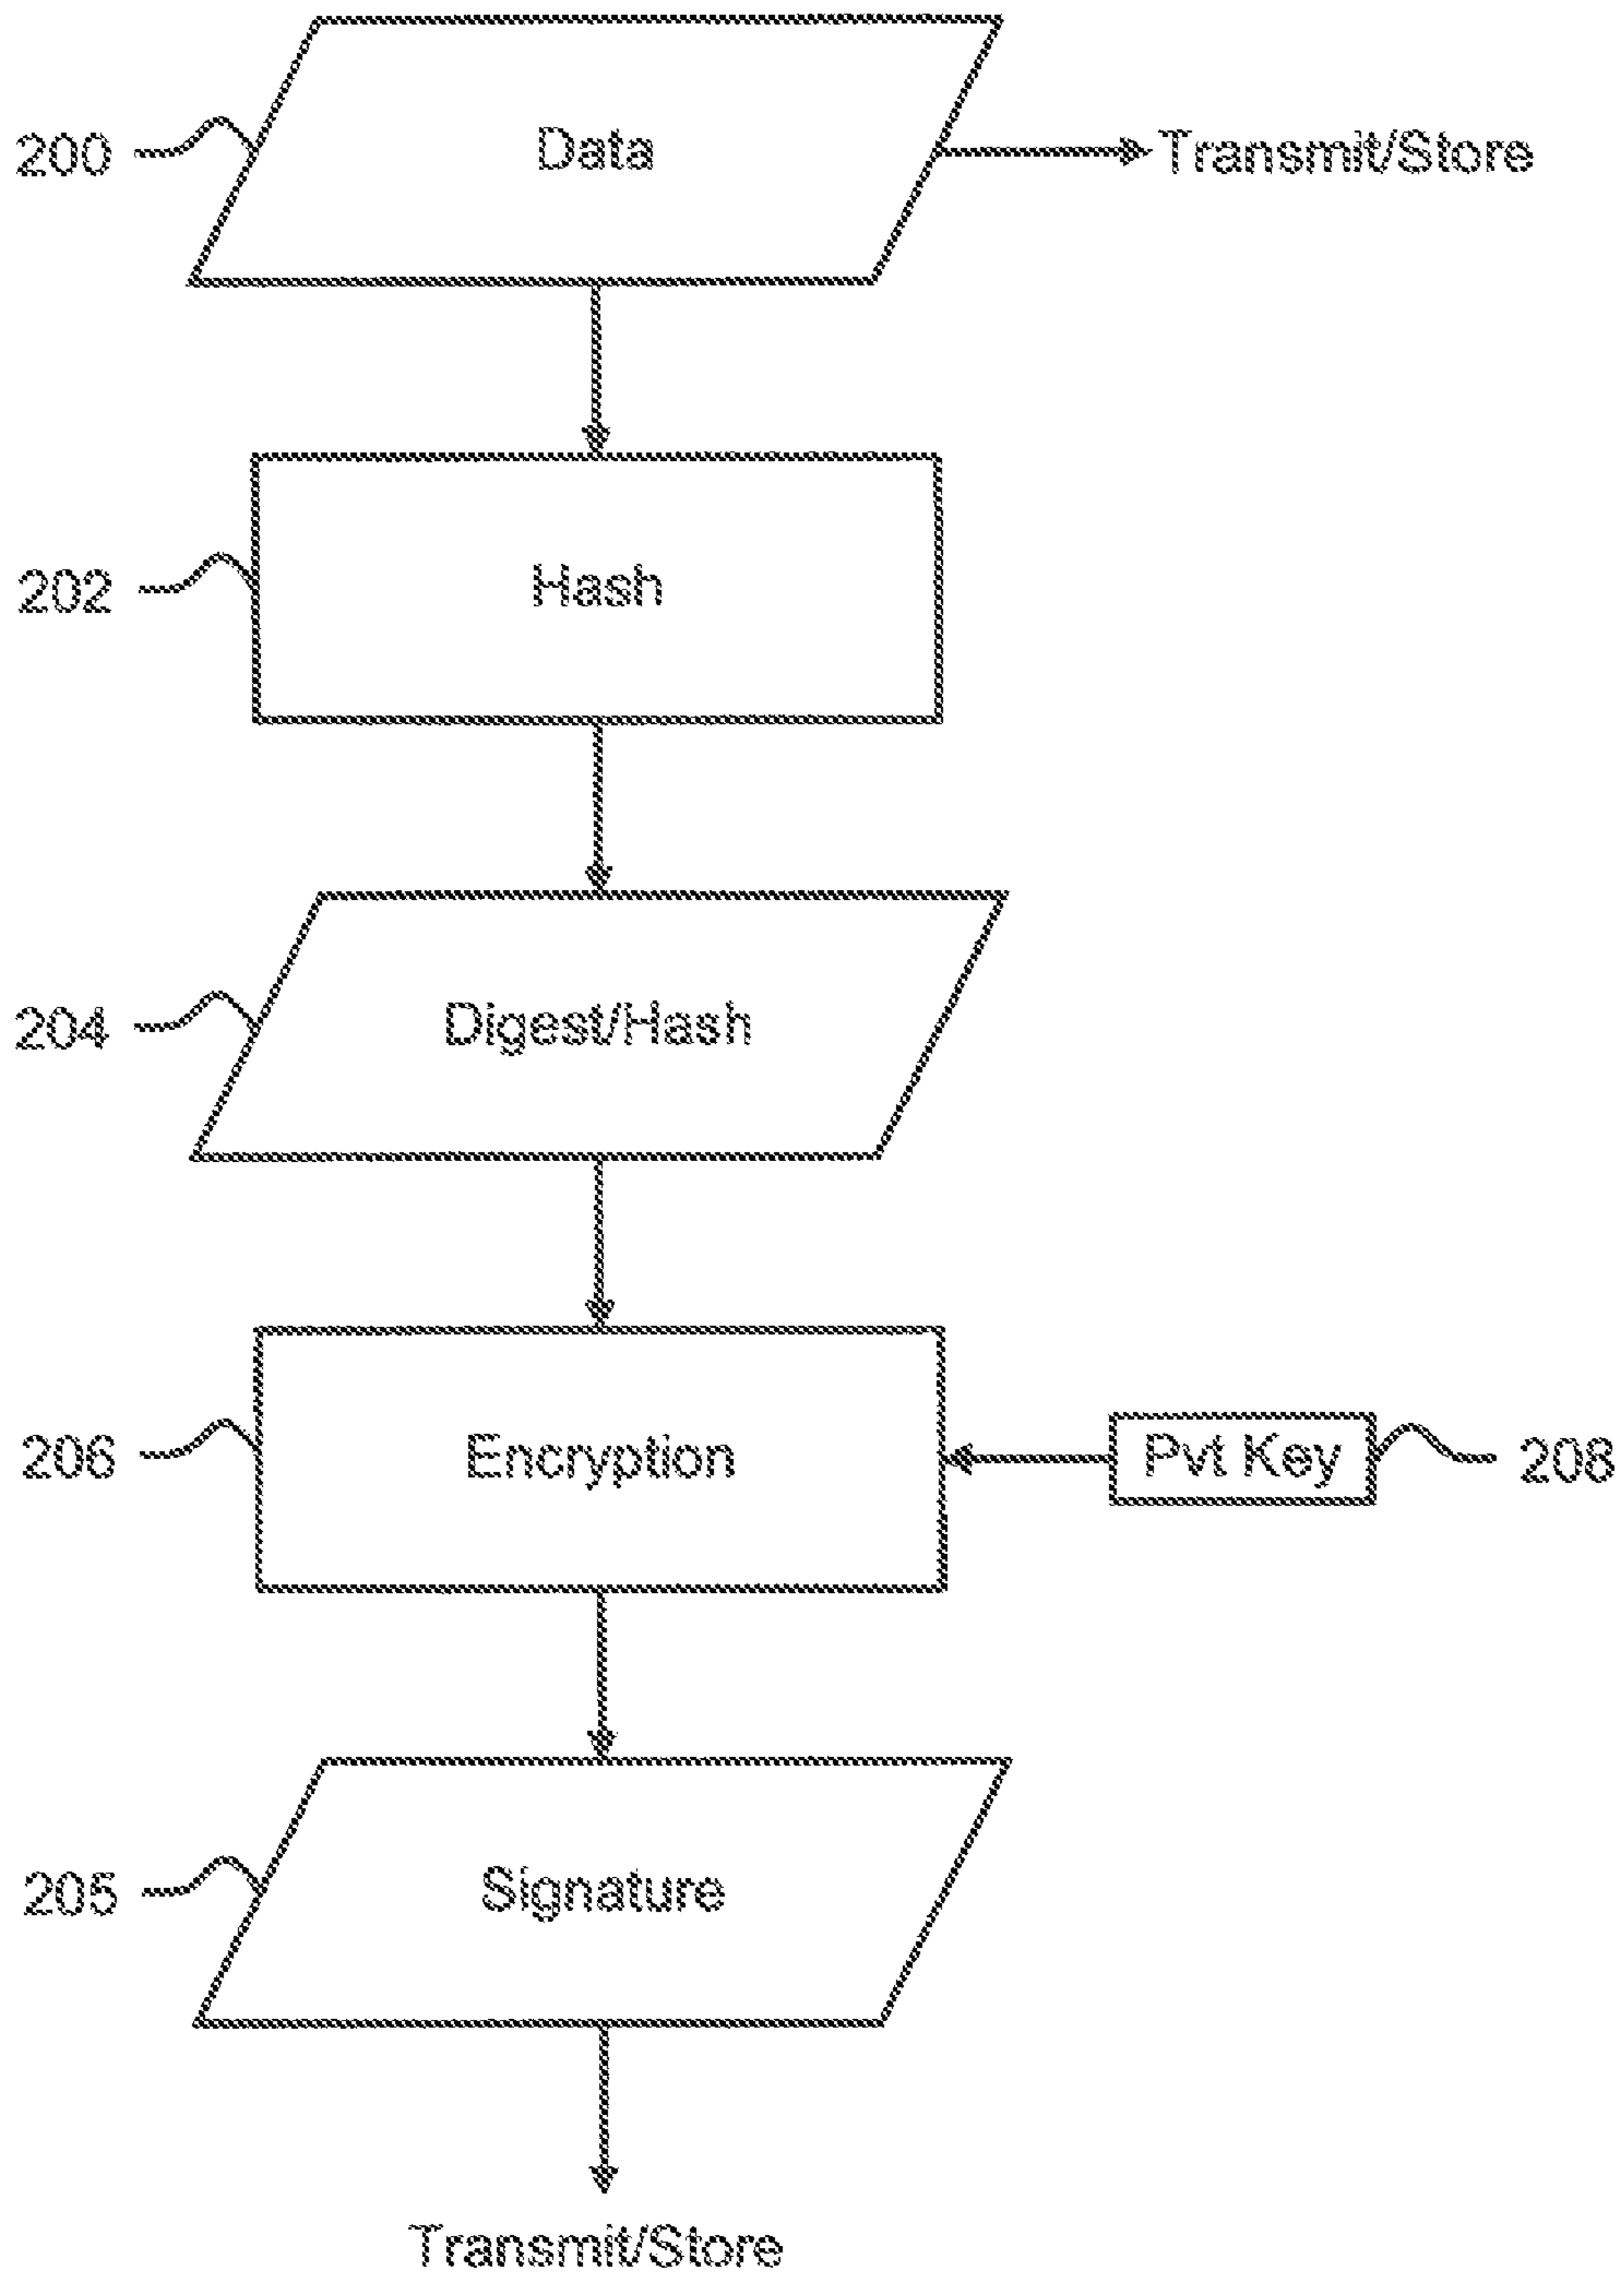 200
Data
Transmit/Store
202
Hash
204
Digest/Hash
206
Encryption
Pvt Key
208
205
Signature
Transmit/Store